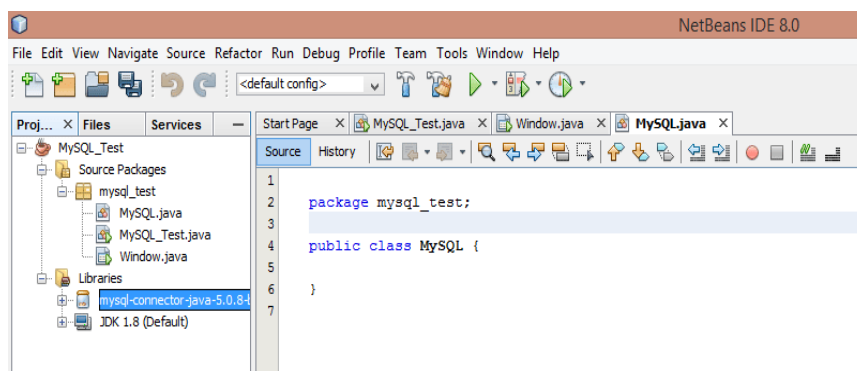 NetBeans IDE 8.0
File Edit View Navigate Source Refactor Run Debug Profile Team Tools Window Help
<default config>
Proj... X Files Services
Start Page X MySQL_Test.java X Window.java X MySQL.java X
MySQL_Test
Source Packages
mysql_test
MySQL.java
MySQL_Test.java
Window.java
Libraries
mysql-connector-java-5.0.8-b
JDK 1.8 (Default)
Source History
1
2 package mysql_test;
3
4 public class MySQL {
5
6 }
7